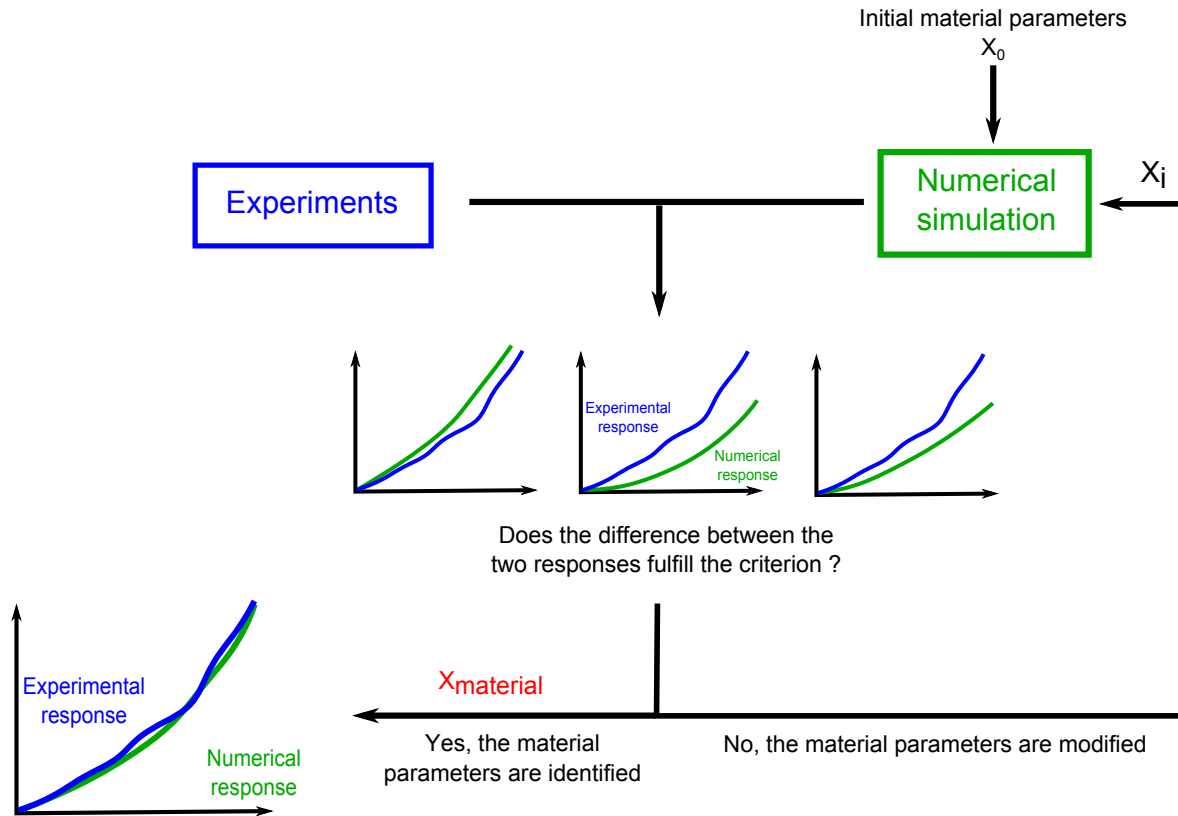 Initial material parameters
X0
Experiments
Numerical
simulation
Xi
Experimental
response
Numerical
response
Does the difference between the
two responses fulfill the criterion ?
Experimental
response
Numerical
response
Xmaterial
Yes, the material
parameters are identified
No, the material parameters are modified